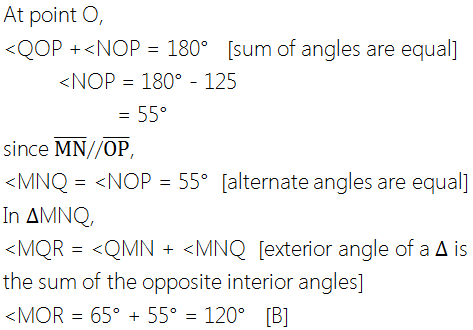 At point O,
<QOP +<NOP = 180° [sum of angles are equal]
<NOP = 180° - 125
= 55°
since M̅N̅//O̅P̅,
<MNQ = <NOP = 55° [alternate angles are equal]
In ΔMNQ,
<MQR = <QMN + <MNQ [exterior angle of a Δ is
the sum of the opposite interior angles]
<MOR = 65° + 55° = 120° [B]